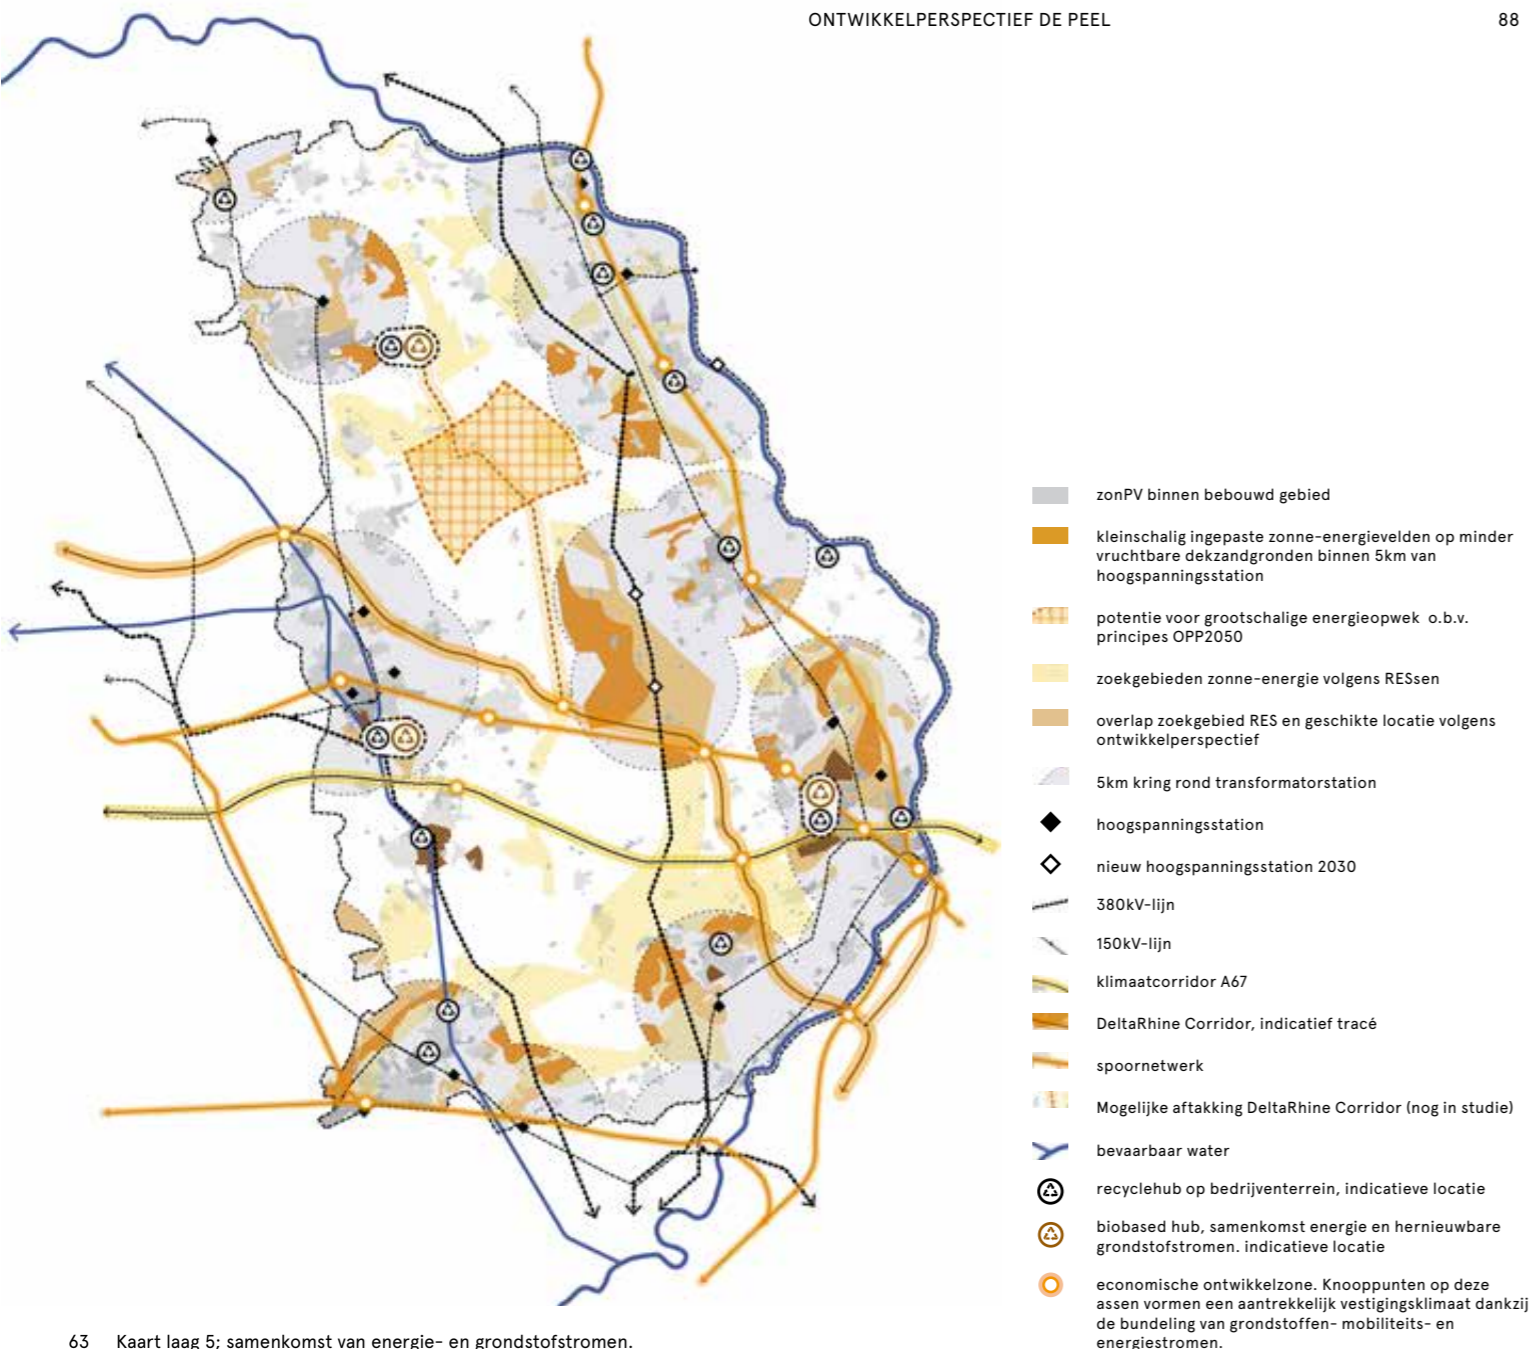 ONTWIKKELPERSPECTIEF DE PEEL
88
zonPV binnen bebouwd gebied
kleinschalig ingepaste zonne-energievelden op minder
vruchtbare dekzandgronden binnen 5km van
hoogspanningsstation
potentie voor grootschalige energieopwek o.b.v.
principes OPP2050
zoekgebieden zonne-energie volgens RESsen
overlap zoekgebied RES en geschikte locatie volgens
ontwikkelperspectief
5km kring rond transformatorstation
hoogspanningsstation
nieuw hoogspanningsstation 2030
380kV-lijn
150kV-lijn
klimaatcorridor A67
DeltaRhine Corridor, indicatief tracé
spoornetwerk
Mogelijke aftakking DeltaRhine Corridor (nog in studie)
bevaarbaar water
recyclehub op bedrijventerrein, indicatieve locatie
biobased hub, samenkomst energie en hernieuwbare
grondstofstromen. indicatieve locatie
economische ontwikkelzone. Knooppunten op deze
assen vormen een aantrekkelijk vestigingsklimaat dankzij
de bundeling van grondstoffen- mobiliteits- en
energiestromen.
63 Kaart laag 5; samenkomst van energie- en grondstofstromen.